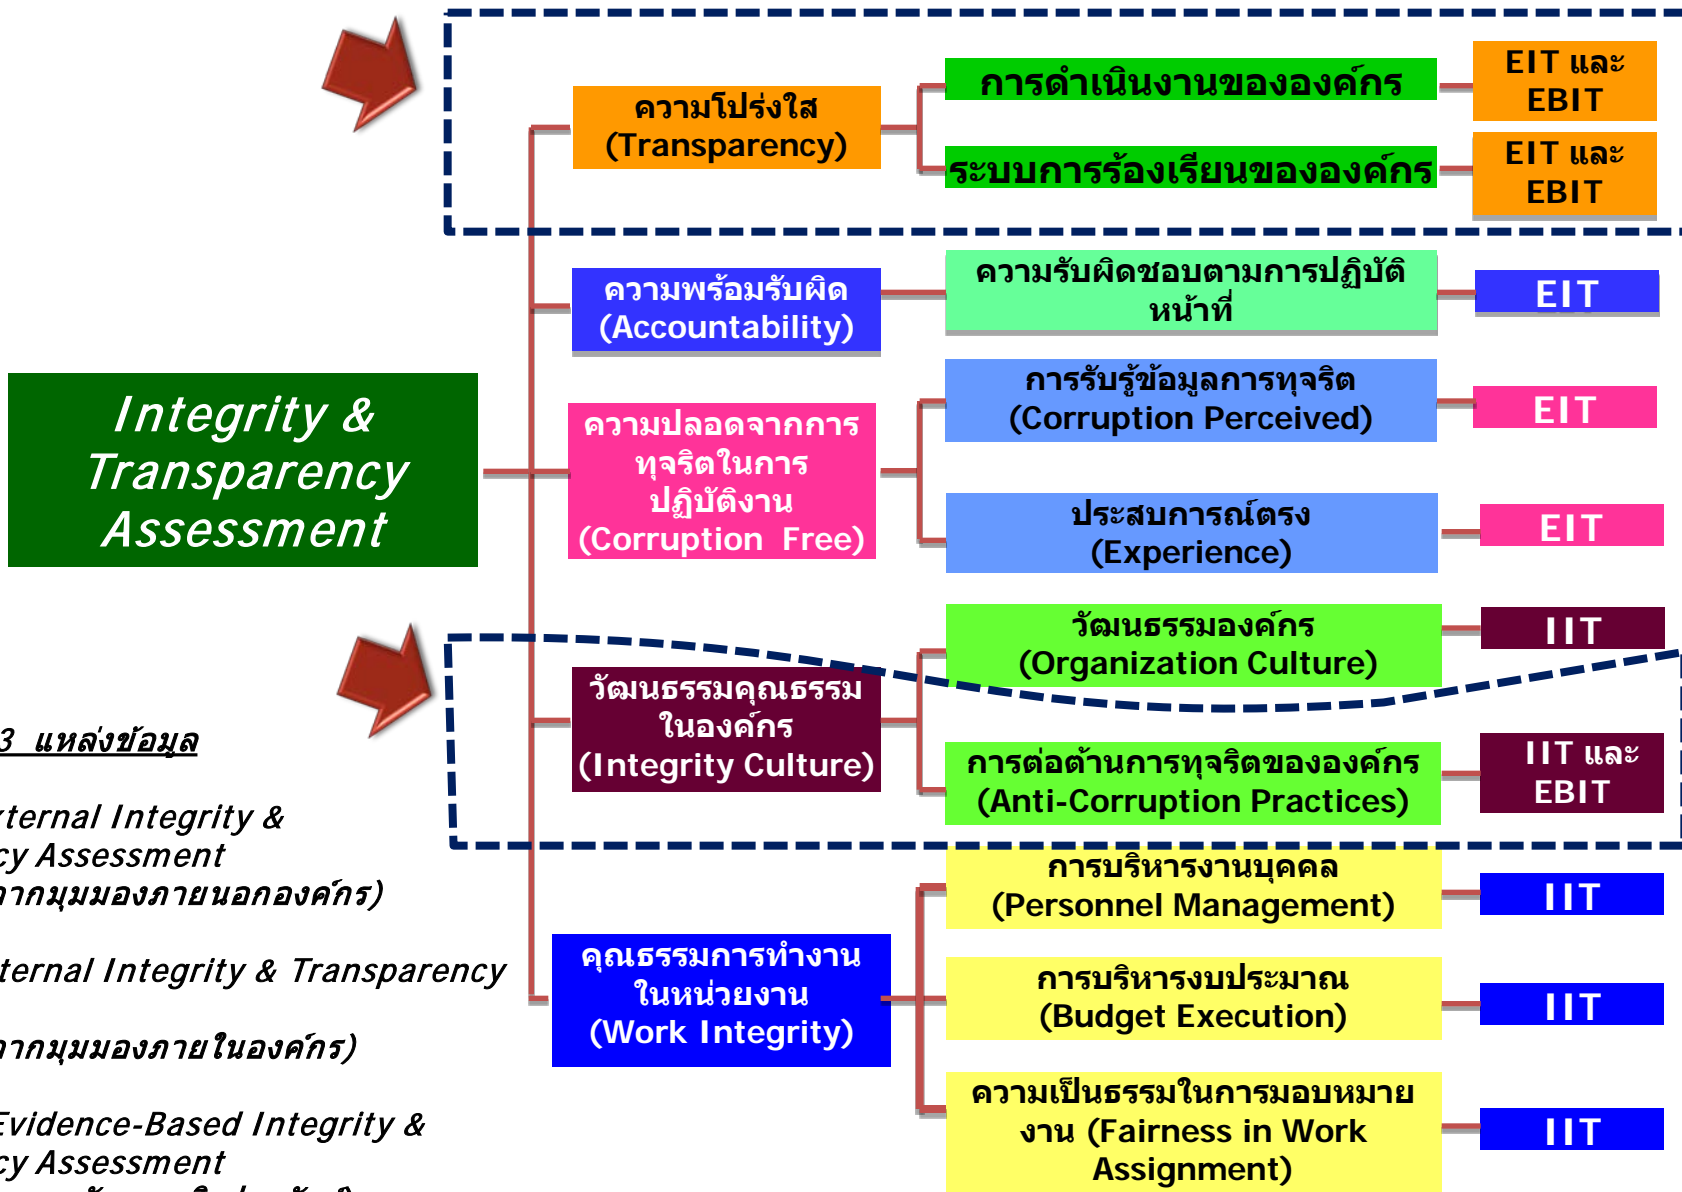 Integrity &
Transparency
Assessment
ความโปร่งใส
(Transparency)
การดำเนินงานขององค์กร
EIT และ
EBIT
ระบบการร้องเรียนขององค์กร
EIT และ
EBIT
ความพร้อมรับผิด
(Accountability)
ความรับผิดชอบตามการปฏิบัติ
หน้าที่
EIT
ความปลอดจากการ
ทุจริตในการ
ปฏิบัติงาน
(Corruption Free)
การรับรู้ข้อมูลการทุจริต
(Corruption Perceived)
EIT
ประสบการณ์ตรง
(Experience)
EIT
วัฒนธรรมคุณธรรม
ในองค์กร
(Integrity Culture)
วัฒนธรรมองค์กร
(Organization Culture)
IIT
การต่อต้านการทุจริตขององค์กร
(Anti-Corruption Practices)
IIT และ
EBIT
คุณธรรมการทำงาน
ในหน่วยงาน
(Work Integrity)
การบริหารงานบุคคล
(Personnel Management)
IIT
การบริหารงบประมาณ
(Budget Execution)
IIT
ความเป็นธรรมในการมอบหมาย
งาน (Fairness in Work
Assignment)
IIT
3 แหล่งข้อมูล
xternal Integrity &
cy Assessment
จากมุมมองภายนอกองค์กร)
ternal Integrity & Transparency
จากมุมมองภายในองค์กร)
Evidence-Based Integrity &
cy Assessment